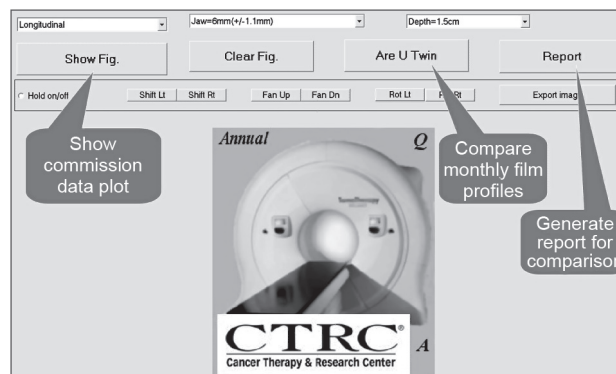 Longitudinal
Jaw=6mm(+/-1.1mm)
Depth=1.5cm
Show Fig.
Clear Fig.
Are U Twin
Report
Hold on/off
Shift Lt
Shift Rt
Fan Up
Fan Dn
Rot Lt
Rt
Export imag
Show
commission
data plot
Compare
monthly film
profiles
Generate
report for
comparison
Annual
Q
TomoTherapy
CTRC®
Cancer Therapy & Research Center
A